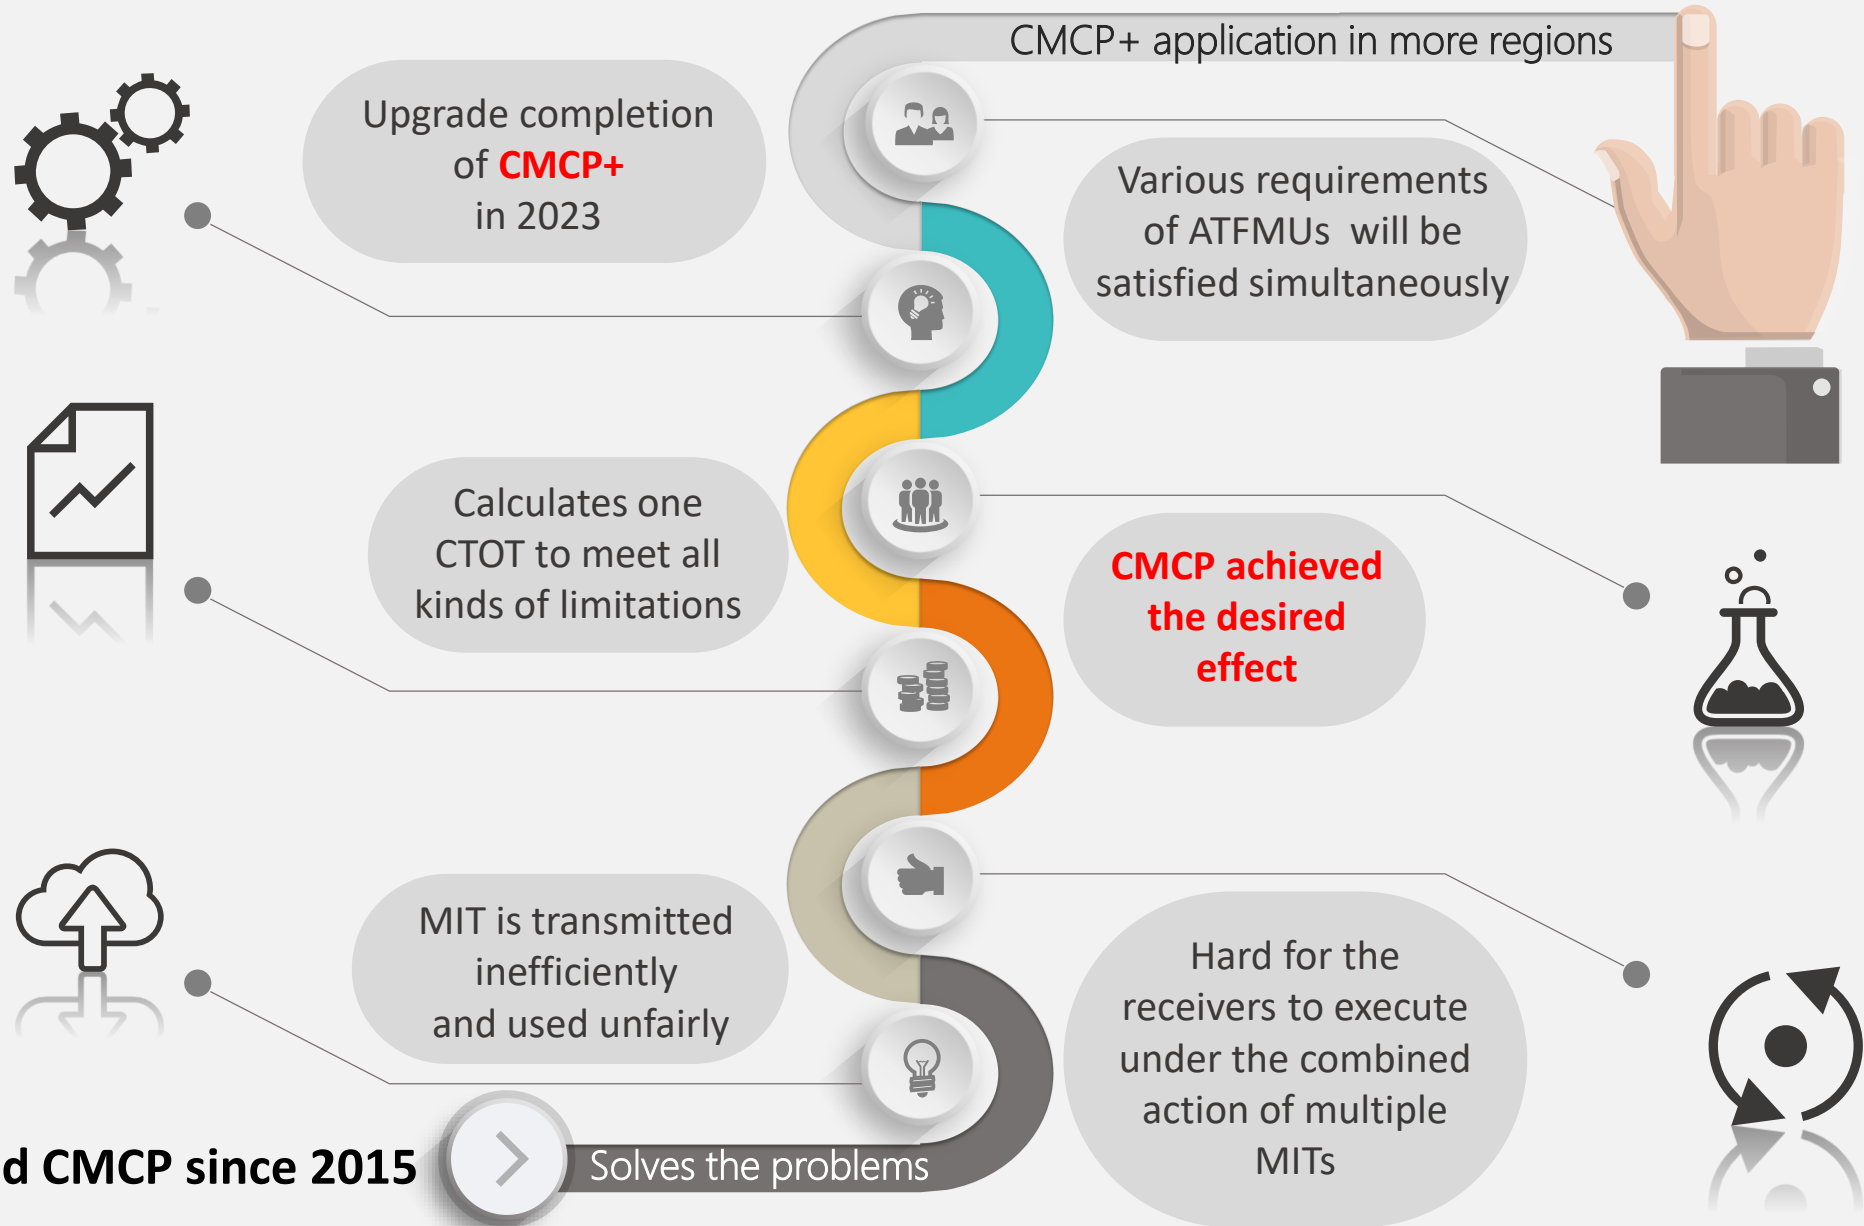 CMCP+ application in more regions
Upgrade completion
of CMCP+
in 2023
Various requirements
of ATFMUs will be
satisfied simultaneously
Calculates one
CTOT to meet all
kinds of limitations
CMCP achieved
the desired
effect
MIT is transmitted
inefficiently
and used unfairly
Hard for the
receivers to execute
under the combined
action of multiple
MITs
d CMCP since 2015
Solves the problems